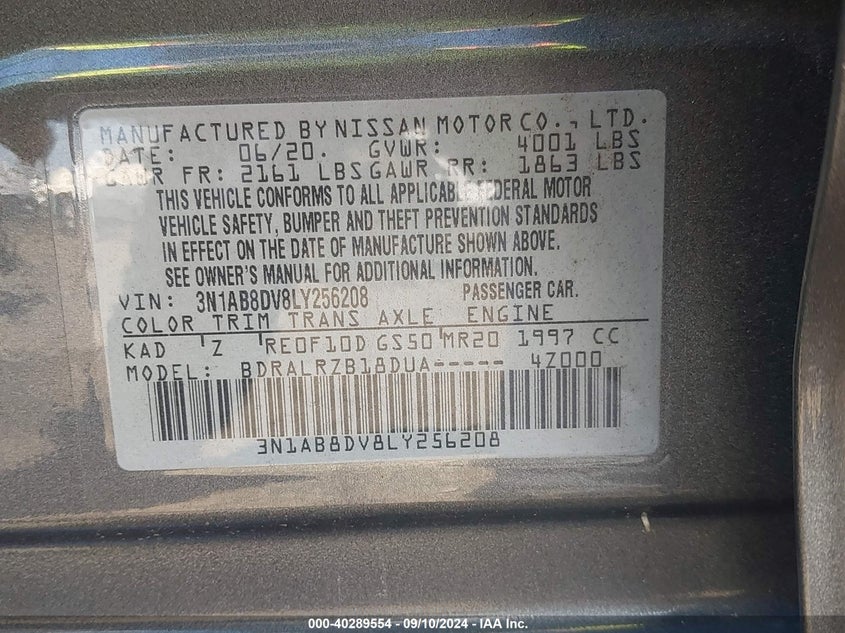 MANUFACTURED BY NISSAN MOTOR CO., LTD.
DATE: 06/20. GVWR: 4001 LBS
GAWR FR: 2161 LBS GAWR RR: 1863 LBS
THIS VEHICLE CONFORMS TO ALL APPLICABLE FEDERAL MOTOR
VEHICLE SAFETY, BUMPER AND THEFT PREVENTION STANDARDS
IN EFFECT ON THE DATE OF MANUFACTURE SHOWN ABOVE.
SEE OWNER'S MANUAL FOR ADDITIONAL INFORMATION.
VIN: 3N1AB8DV8LY256208 PASSENGER CAR.
COLOR TRIM TRANS AXLE ENGINE
KAD Z RE0F10D GS50 MR20 1997 CC
MODEL: BDRALRZB18DUA----- 4Z000
3N1AB8DV8LY256208
000-40289554 - 09/10/2024 - IAA Inc.